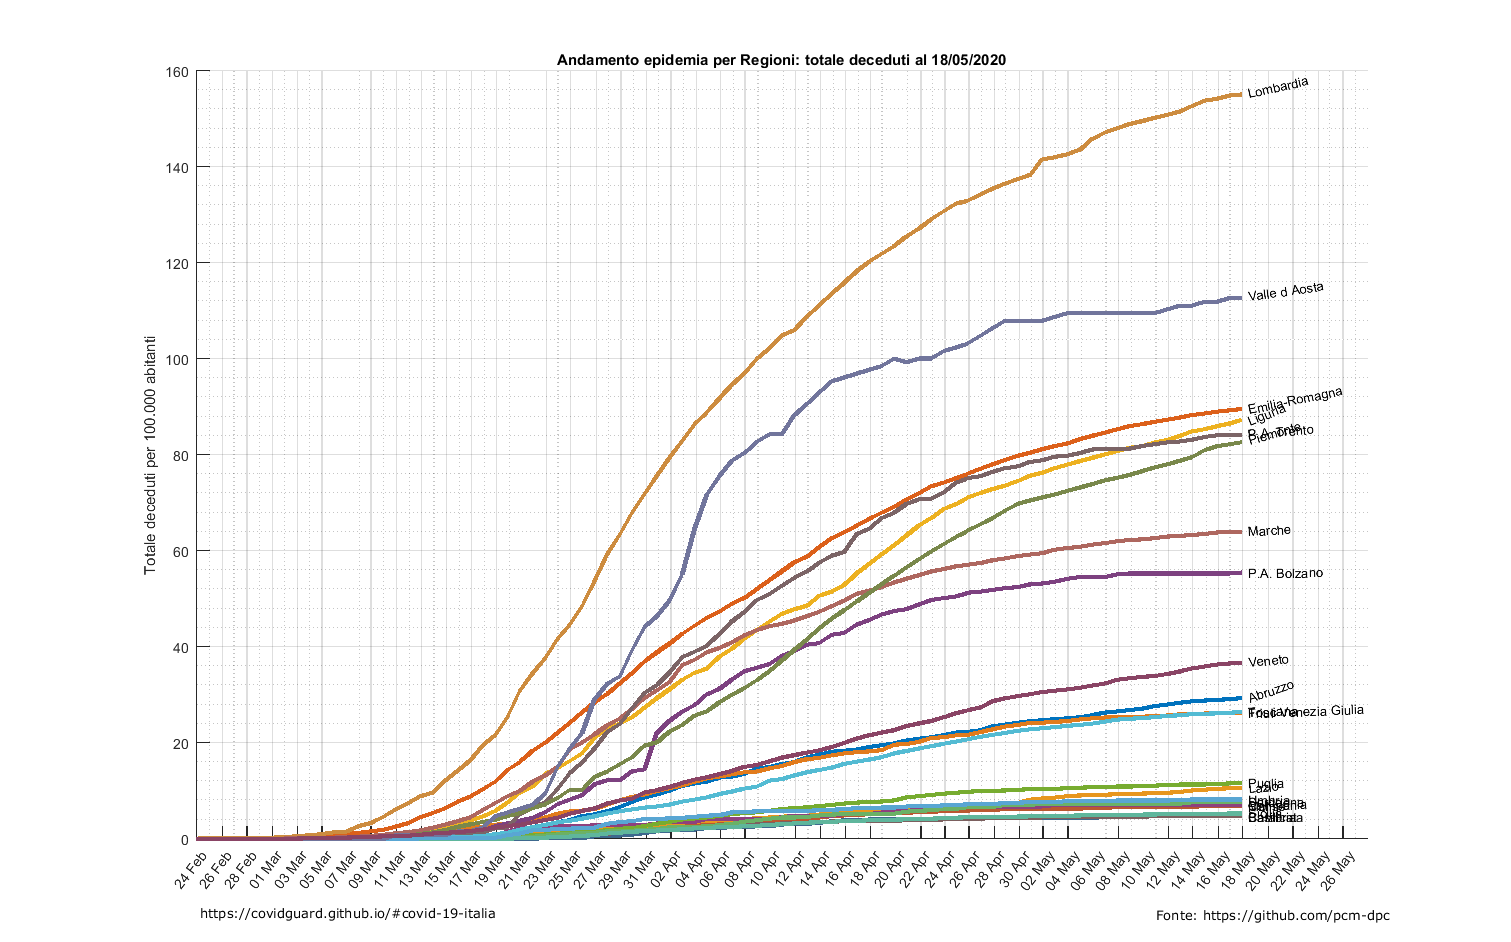 Andamento epidemia per Regioni: totale deceduti al 18/05/2020
Totale deceduti per 100.000 abitanti
160
140
120
100
80
60
40
20
0
Lombardia
Valle d Aosta
Emilia-Romagna
Liguria
P.A. Trento
Piemonte
Marche
P.A. Bolzano
Veneto
Abruzzo
Toscana
Friuli Venezia Giulia
Puglia
Lazio
Umbria
24 Feb
26 Feb
28 Feb
01 Mar
03 Mar
05 Mar
07 Mar
09 Mar
11 Mar
13 Mar
15 Mar
17 Mar
19 Mar
21 Mar
23 Mar
25 Mar
27 Mar
29 Mar
31 Mar
02 Apr
04 Apr
06 Apr
08 Apr
10 Apr
12 Apr
14 Apr
16 Apr
18 Apr
20 Apr
22 Apr
24 Apr
26 Apr
28 Apr
30 Apr
02 May
04 May
06 May
08 May
10 May
12 May
14 May
16 May
18 May
20 May
22 May
24 May
26 May
https://covidguard.github.io/#covid-19-italia
Fonte: https://github.com/pcm-dpc